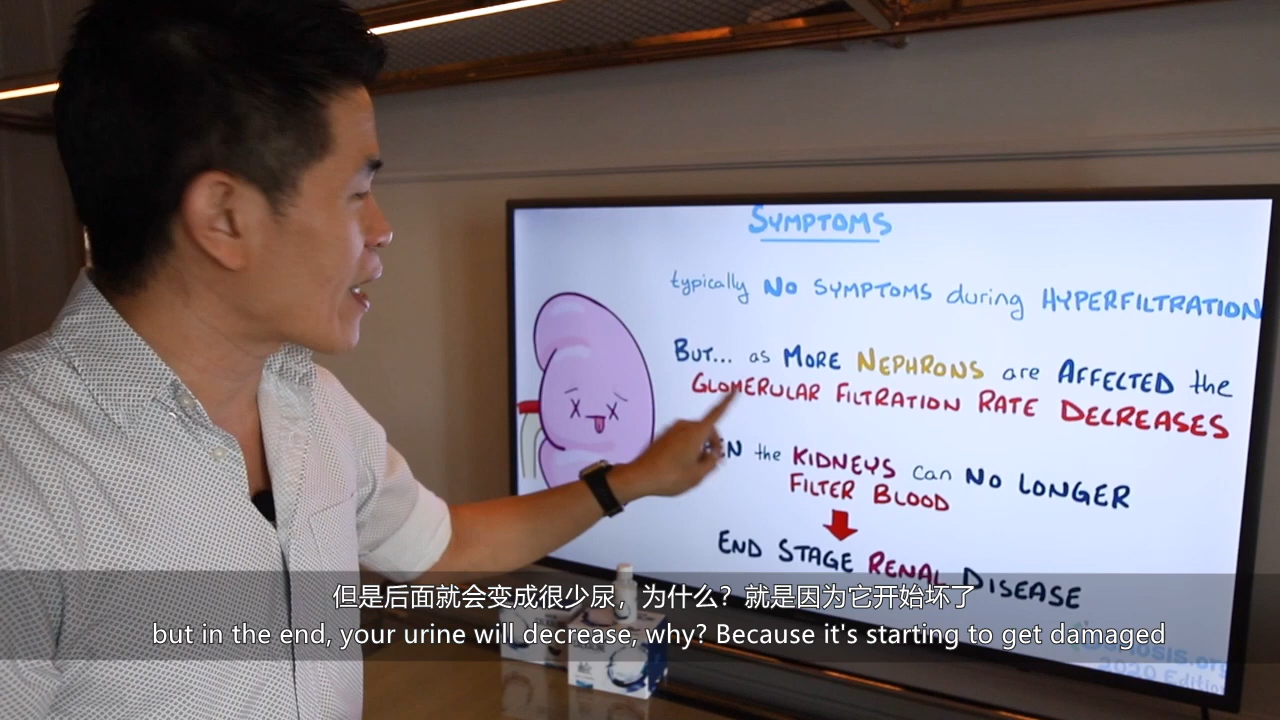 SYMPTOMS
typically NO SYMPTOMS during HYPERFILTRATION
BUT... as MORE NEPHRONS are AFFECTED the
GLOMERULAR FILTRATION RATE DECREASES
the KIDNEYS can NO LONGER
FILTER BLOOD
END STAGE RENAL DISEASE
但是后面就会变成很少尿，为什么？就是因为它开始坏了
but in the end, your urine will decrease, why? Because it's starting to get damaged
Osmosis.org
2020 Edition